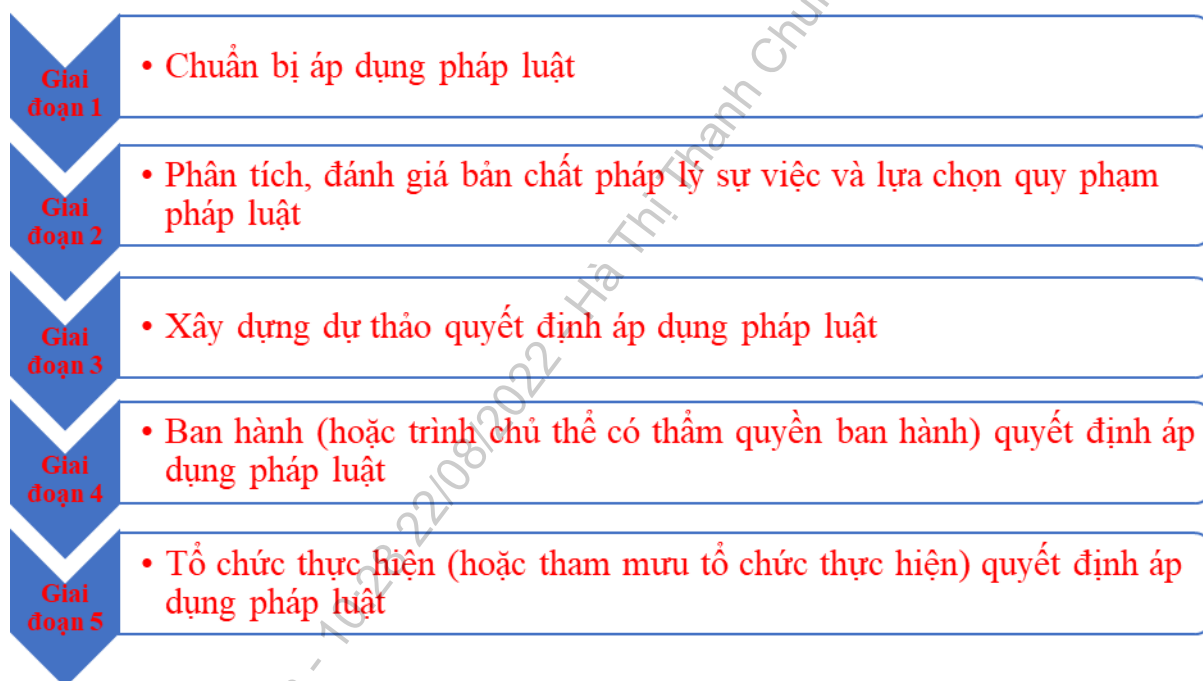 Giai
đoạn 1
• Chuẩn bị áp dụng pháp luật
Giai
đoạn 2
• Phân tích, đánh giá bản chất pháp lý sự việc và lựa chọn quy phạm
pháp luật
Giai
đoạn 3
• Xây dựng dự thảo quyết định áp dụng pháp luật
Giai
đoạn 4
• Ban hành (hoặc trình chủ thể có thẩm quyền ban hành) quyết định áp
dụng pháp luật
Giai
đoạn 5
• Tổ chức thực hiện (hoặc tham mưu tổ chức thực hiện) quyết định áp
dụng pháp luật
- 10:28 22/08/2022 - Hà Thị Thanh